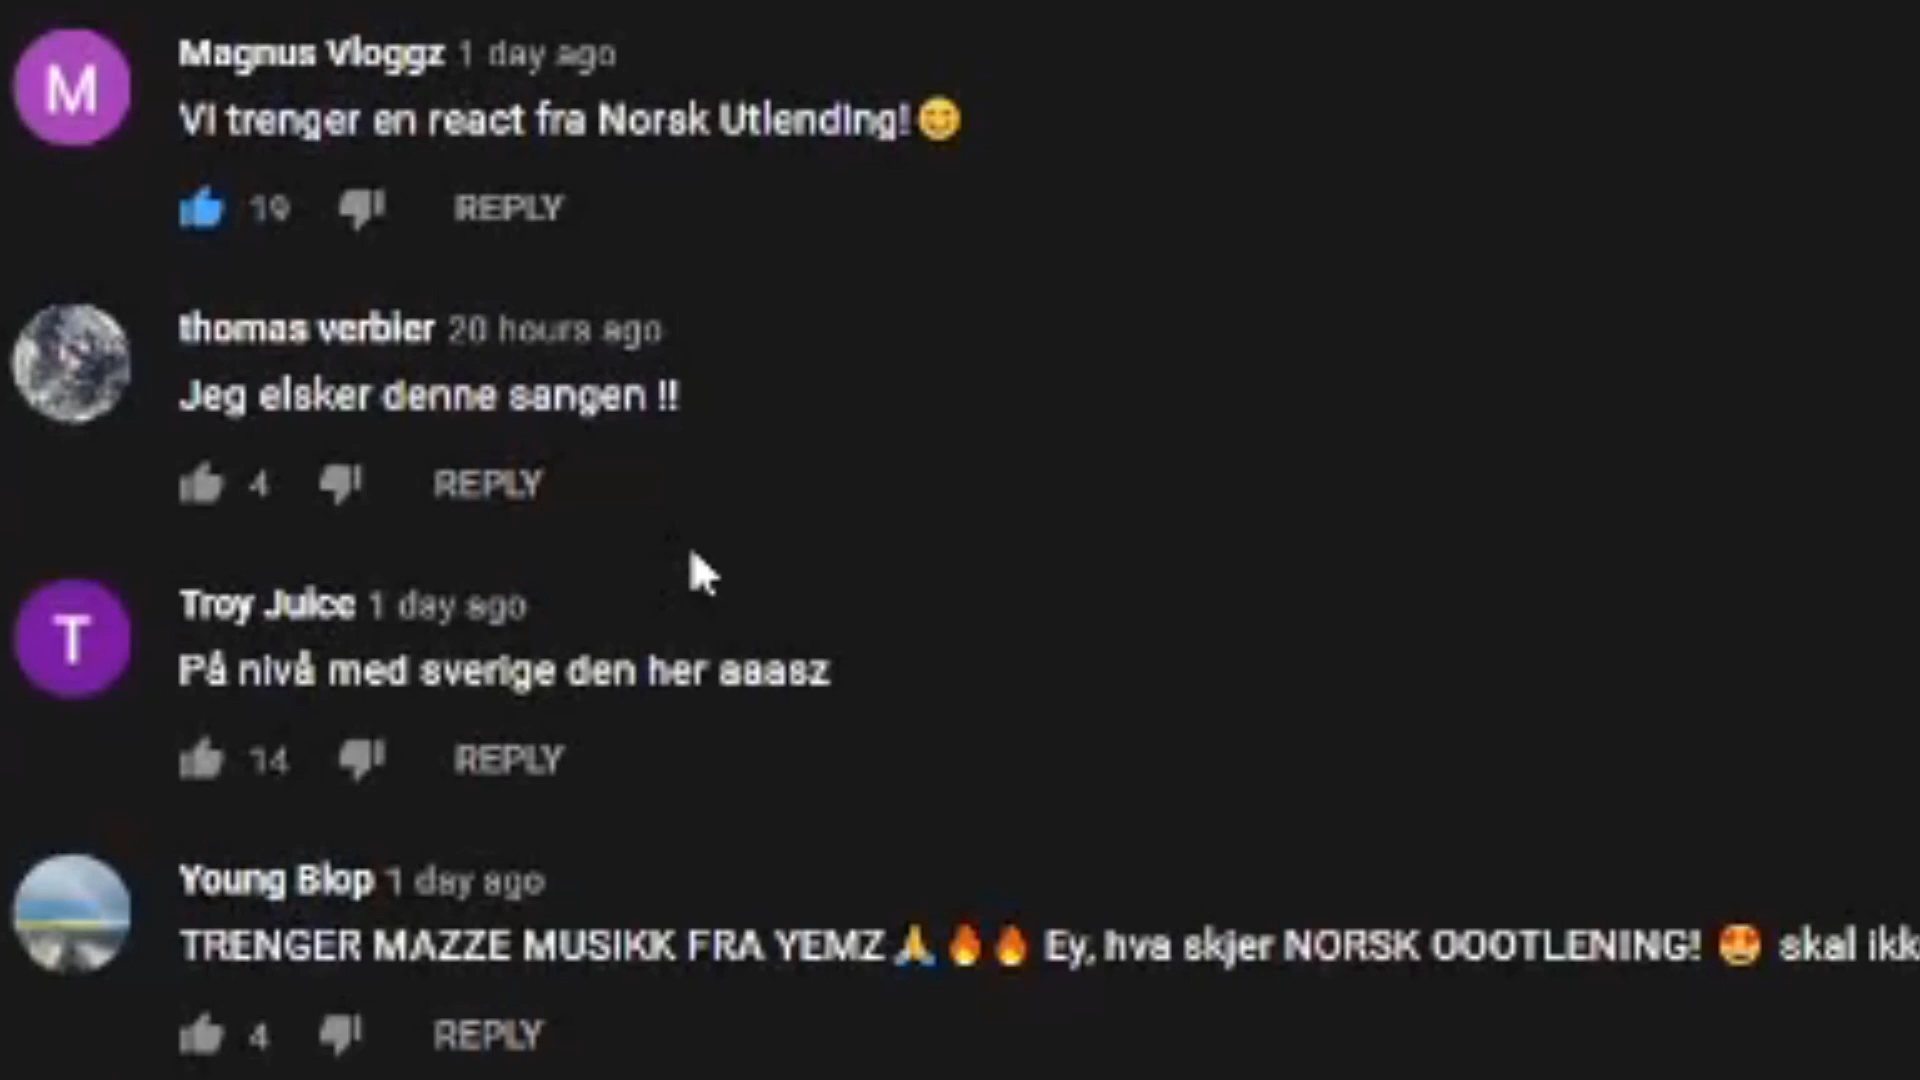 M
Magnus Vloggz 1 day ago
Vi trenger en react fra Norsk Utlending!😊
19 REPLY
thomas verbier 20 hours ago
Jeg elsker denne sangen !!
4 REPLY
T
Troy Juice 1 day ago
På nivå med sverige den her aaasz
14 REPLY
Young Blop 1 day ago
TRENGER MAZZE MUSIKK FRA YEMZ🙏🔥🔥 Ey, hva skjer NORSK OOOTLENING! 🤩 skal ikk
4 REPLY